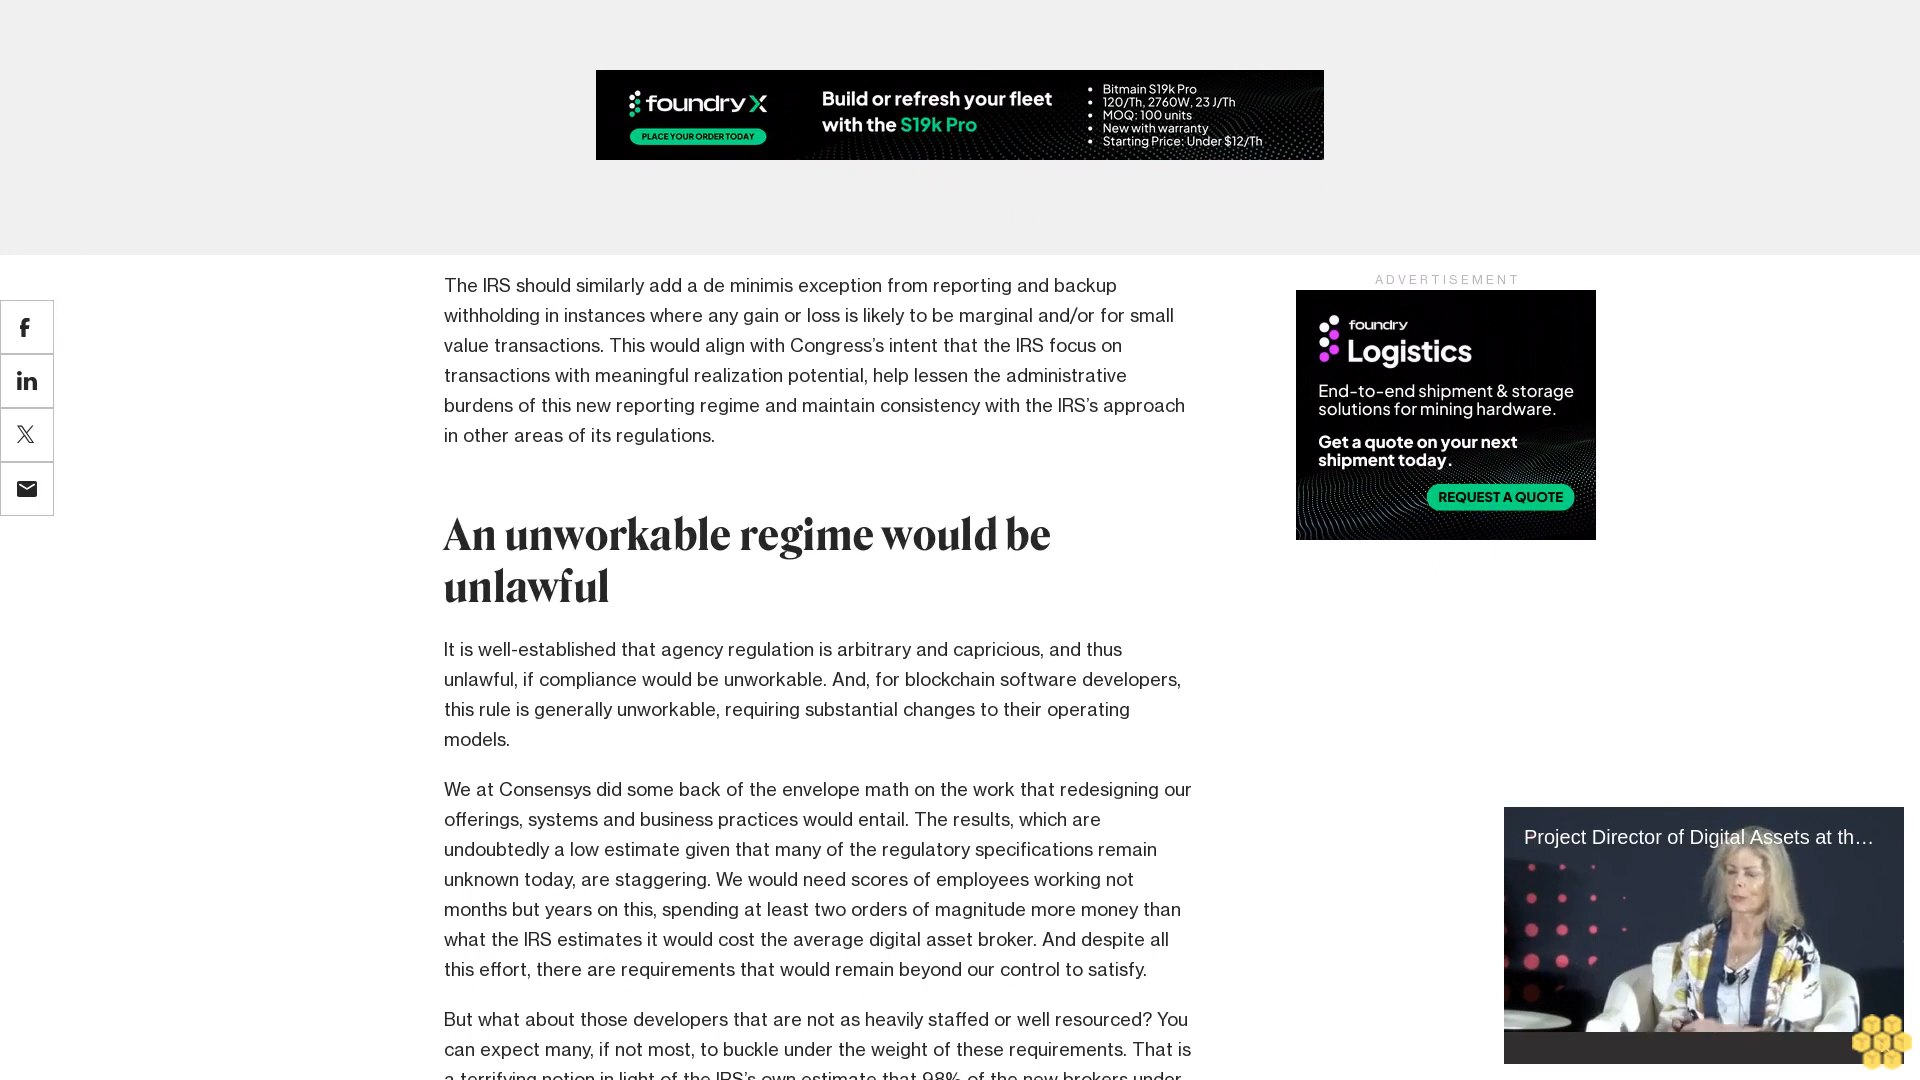 foundry X
PLACE YOUR ORDER TODAY
Build or refresh your fleet
with the S19k Pro
• Bitmain S19k Pro
• 120/Th, 2760W, 23 J/Th
• MOQ: 100 units
• New with warranty
• Starting Price: Under $12/Th
The IRS should similarly add a de minimis exception from reporting and backup
withholding in instances where any gain or loss is likely to be marginal and/or for small
value transactions. This would align with Congress’s intent that the IRS focus on
transactions with meaningful realization potential, help lessen the administrative
burdens of this new reporting regime and maintain consistency with the IRS’s approach
in other areas of its regulations.
An unworkable regime would be
unlawful
It is well-established that agency regulation is arbitrary and capricious, and thus
unlawful, if compliance would be unworkable. And, for blockchain software developers,
this rule is generally unworkable, requiring substantial changes to their operating
models.
We at Consensys did some back of the envelope math on the work that redesigning our
offerings, systems and business practices would entail. The results, which are
undoubtedly a low estimate given that many of the regulatory specifications remain
unknown today, are staggering. We would need scores of employees working not
months but years on this, spending at least two orders of magnitude more money than
what the IRS estimates it would cost the average digital asset broker. And despite all
this effort, there are requirements that would remain beyond our control to satisfy.
But what about those developers that are not as heavily staffed or well resourced? You
can expect many, if not most, to buckle under the weight of these requirements. That is
a terrifying notion in light of the IRS’s own estimate that 98% of the new brokers under
ADVERTISEMENT
foundry
Logistics
End-to-end shipment & storage
solutions for mining hardware.
Get a quote on your next
shipment today.
REQUEST A QUOTE
Project Director of Digital Assets at th…